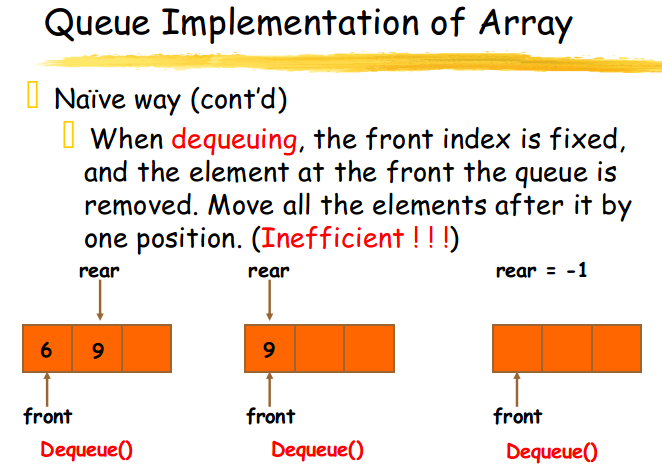 Queue Implementation of Array
Naïve way (cont'd)
When dequeuing, the front index is fixed,
and the element at the front the queue is
removed. Move all the elements after it by
one position. (Inefficient ! ! !)
rear rear rear = -1
6 9 9
front front front
Dequeue() Dequeue() Dequeue()